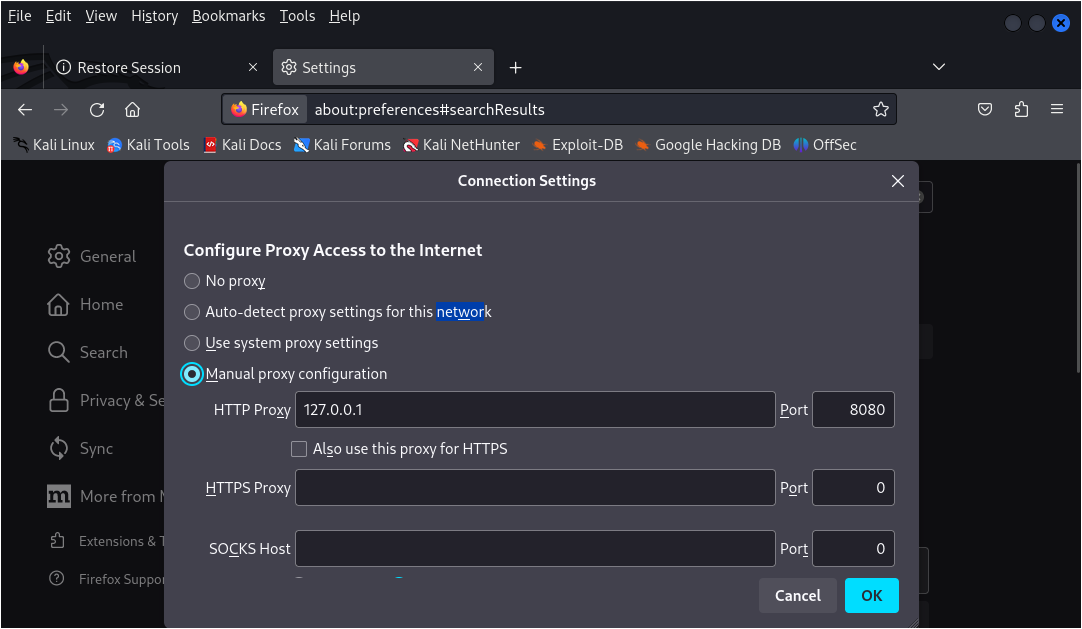 File Edit View History Bookmarks Tools Help
Restore Session
Settings
Firefox about:preferences#searchResults
Kali Linux Kali Tools Kali Docs Kali Forums Kali NetHunter Exploit-DB Google Hacking DB OffSec
Connection Settings
Configure Proxy Access to the Internet
General
No proxy
Home
Auto-detect proxy settings for this network
Search
Use system proxy settings
Manual proxy configuration
Privacy & Se
HTTP Proxy 127.0.0.1 Port 8080
Sync
Also use this proxy for HTTPS
More from M
HTTPS Proxy Port 0
Extensions & T
SOCKS Host Port 0
Firefox Suppor
Cancel OK